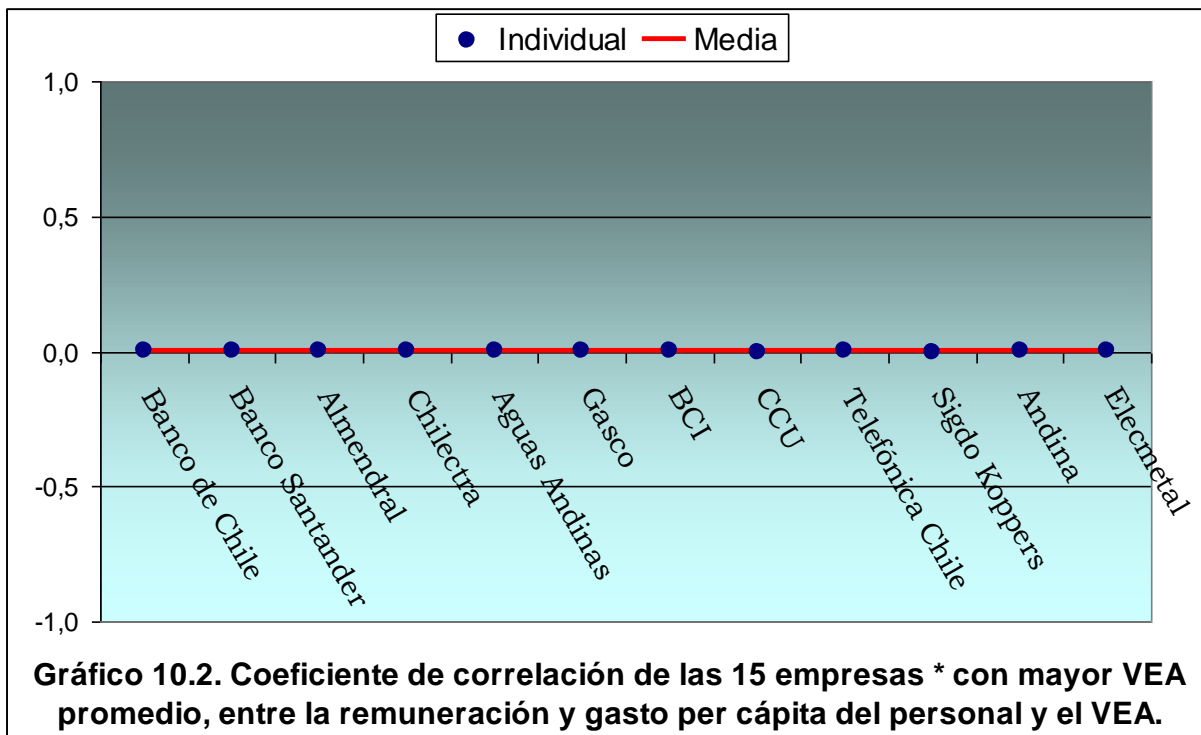 Individual Media
1,0
0,5
0,0
-0,5
-1,0
Banco de Chile
Banco Santander
Almendral
Chilectra
Aguas Andinas
Gasco
BCI
CCU
Telefónica Chile
Sigdo Koppers
Andina
Elecmetal
Gráfico 10.2. Coeficiente de correlación de las 15 empresas * con mayor VEA
promedio, entre la remuneración y gasto per cápita del personal y el VEA.